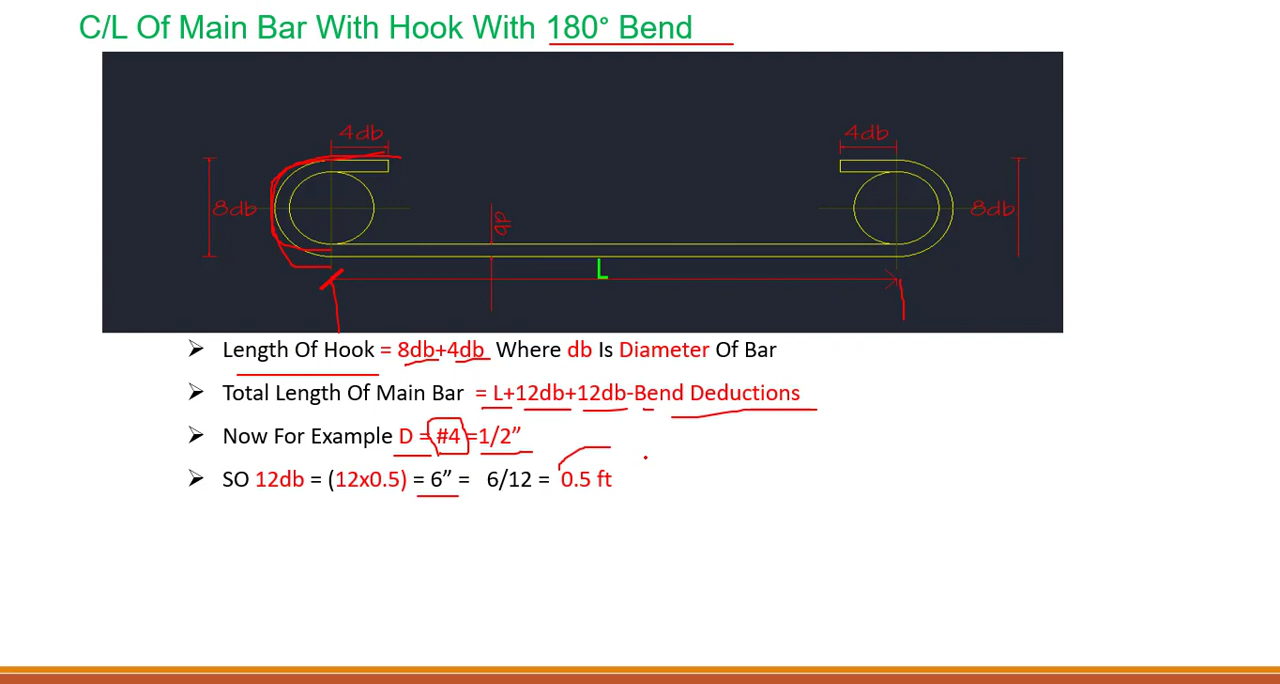 C/L Of Main Bar With Hook With 180° Bend
4db
4db
8db
db
8db
L
➢ Length Of Hook = 8db+4db Where db Is Diameter Of Bar
➢ Total Length Of Main Bar = L+12db+12db-Bend Deductions
➢ Now For Example D = #4 =1/2”
➢ SO 12db = (12x0.5) = 6” = 6/12 = 0.5 ft